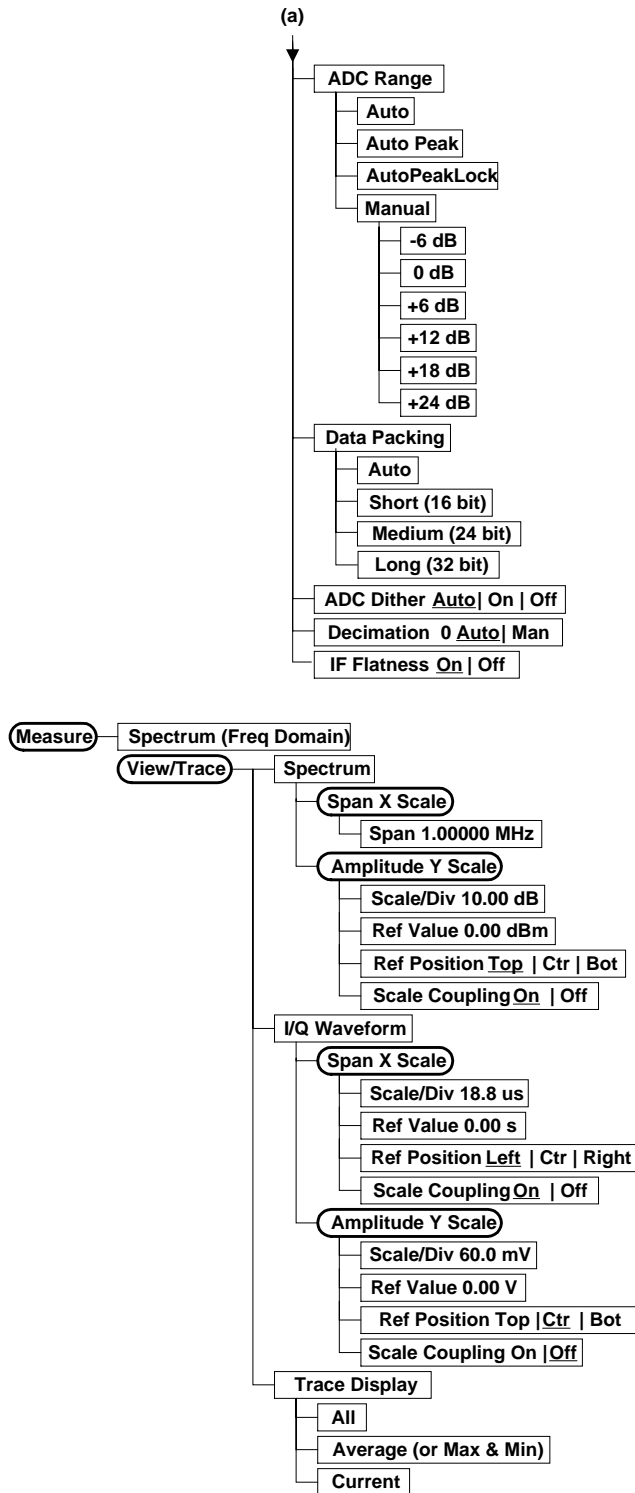 (a)
ADC Range
Auto
Auto Peak
AutoPeakLock
Manual
-6 dB
0 dB
+6 dB
+12 dB
+18 dB
+24 dB
Data Packing
Auto
Short (16 bit)
Medium (24 bit)
Long (32 bit)
ADC Dither Auto| On | Off
Decimation 0 Auto| Man
IF Flatness On | Off
Measure Spectrum (Freq Domain)
View/Trace Spectrum
Span X Scale
Span 1.00000 MHz
Amplitude Y Scale
Scale/Div 10.00 dB
Ref Value 0.00 dBm
Ref Position Top | Ctr | Bot
Scale Coupling On | Off
I/Q Waveform
Span X Scale
Scale/Div 18.8 us
Ref Value 0.00 s
Ref Position Left | Ctr | Right
Scale Coupling On | Off
Amplitude Y Scale
Scale/Div 60.0 mV
Ref Value 0.00 V
Ref Position Top |Ctr | Bot
Scale Coupling On |Off
Trace Display
All
Average (or Max & Min)
Current